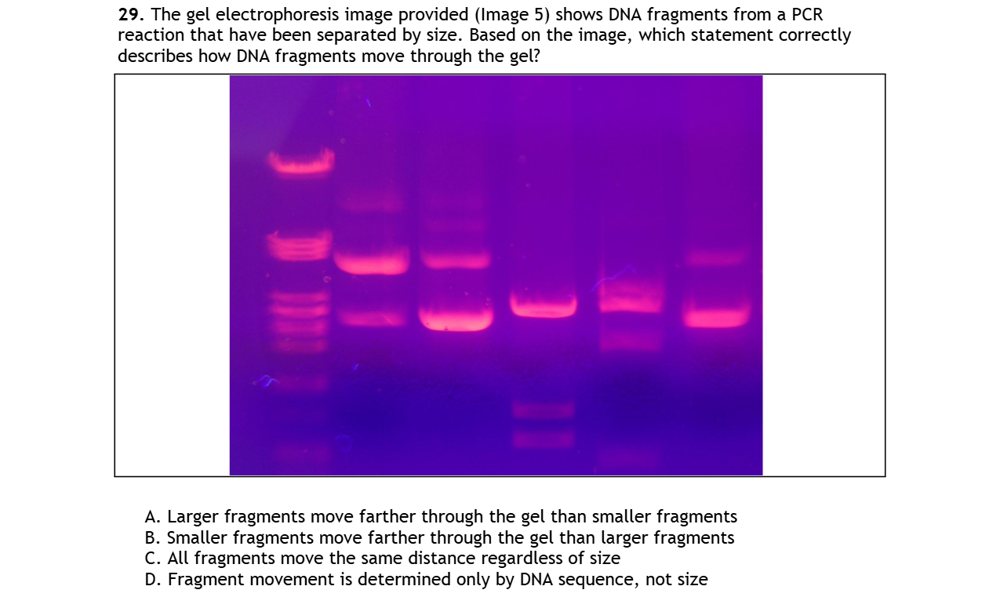 29. The gel electrophoresis image provided (Image 5) shows DNA fragments from a PCR
reaction that have been separated by size. Based on the image, which statement correctly
describes how DNA fragments move through the gel?
A. Larger fragments move farther through the gel than smaller fragments
B. Smaller fragments move farther through the gel than larger fragments
C. All fragments move the same distance regardless of size
D. Fragment movement is determined only by DNA sequence, not size